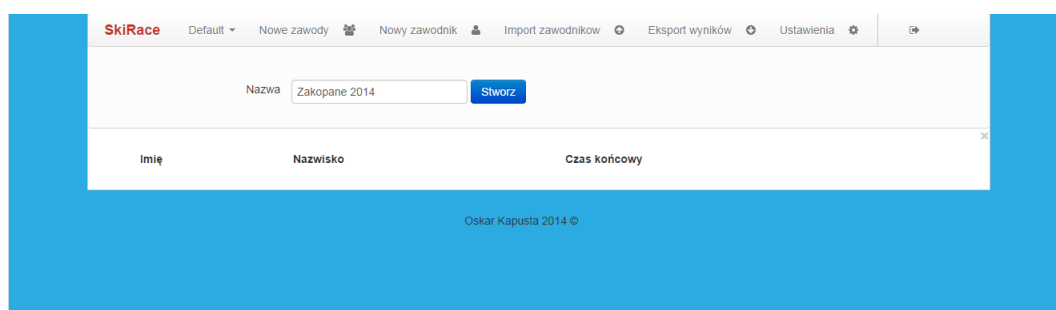 SkiRace Default Nowe zawody Nowy zawodnik Import zawodnikow Eksport wyników Ustawienia
Nazwa Zakopane 2014 Stworz
×
Imię Nazwisko Czas końcowy
Oskar Kapusta 2014 ©